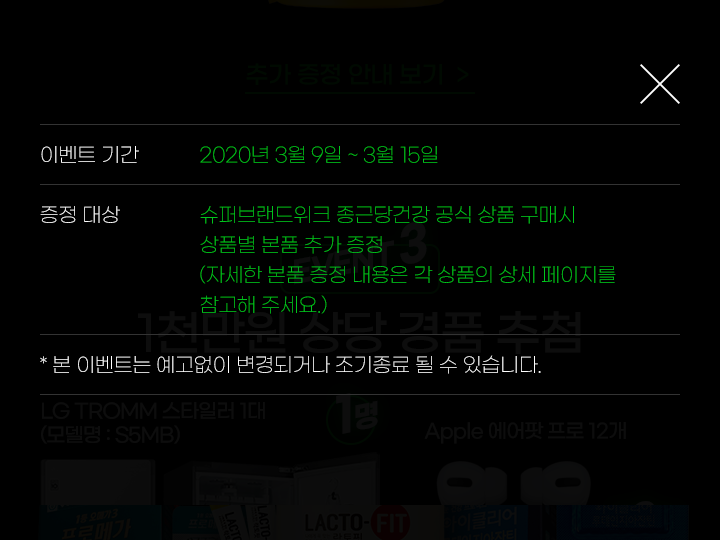 추가 증정 안내 보기 >
이벤트 기간
2020년 3월 9일 ~ 3월 15일
증정 대상
슈퍼브랜드위크 종근당건강 공식 상품 구매시
상품별 본품 추가 증정
(자세한 본품 증정 내용은 각 상품의 상세 페이지를
참고해 주세요.)
EVENT 3
1천만원 상당 경품 추첨
* 본 이벤트는 예고없이 변경되거나 조기종료 될 수 있습니다.
LG TROMM 스타일러 1대
(모델명 : S5MB)
1명
Apple 에어팟 프로 12개
LACTO-FIT